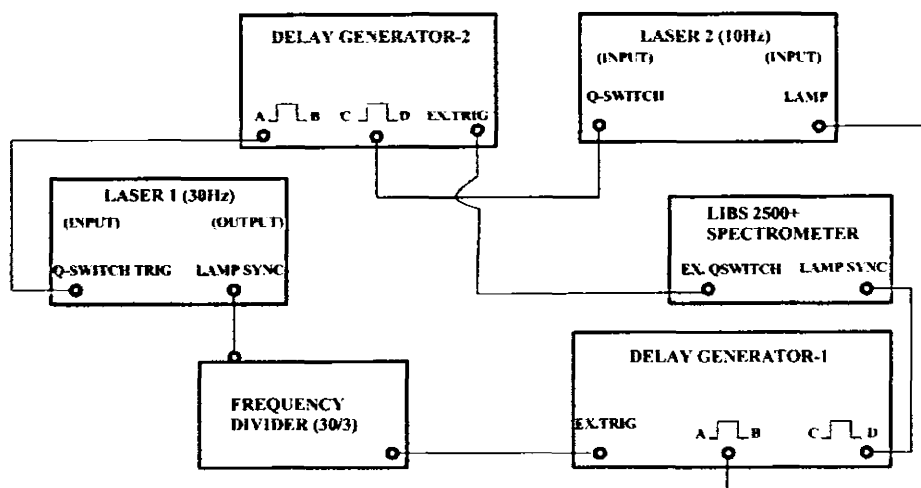 DELAY GENERATOR-2
A B C D EX.TRIG
LASER 2 (10Hz)
(INPUT) (INPUT)
Q-SWITCH LAMP
LASER 1 (30Hz)
(INPUT) (OUTPUT)
Q-SWITCH TRIG LAMP SYNC
LIBS 2500+
SPECTROMETER
EX. QSWITCH LAMP SYNC
FREQUENCY
DIVIDER (30/3)
DELAY GENERATOR-1
EX.TRIG A B C D